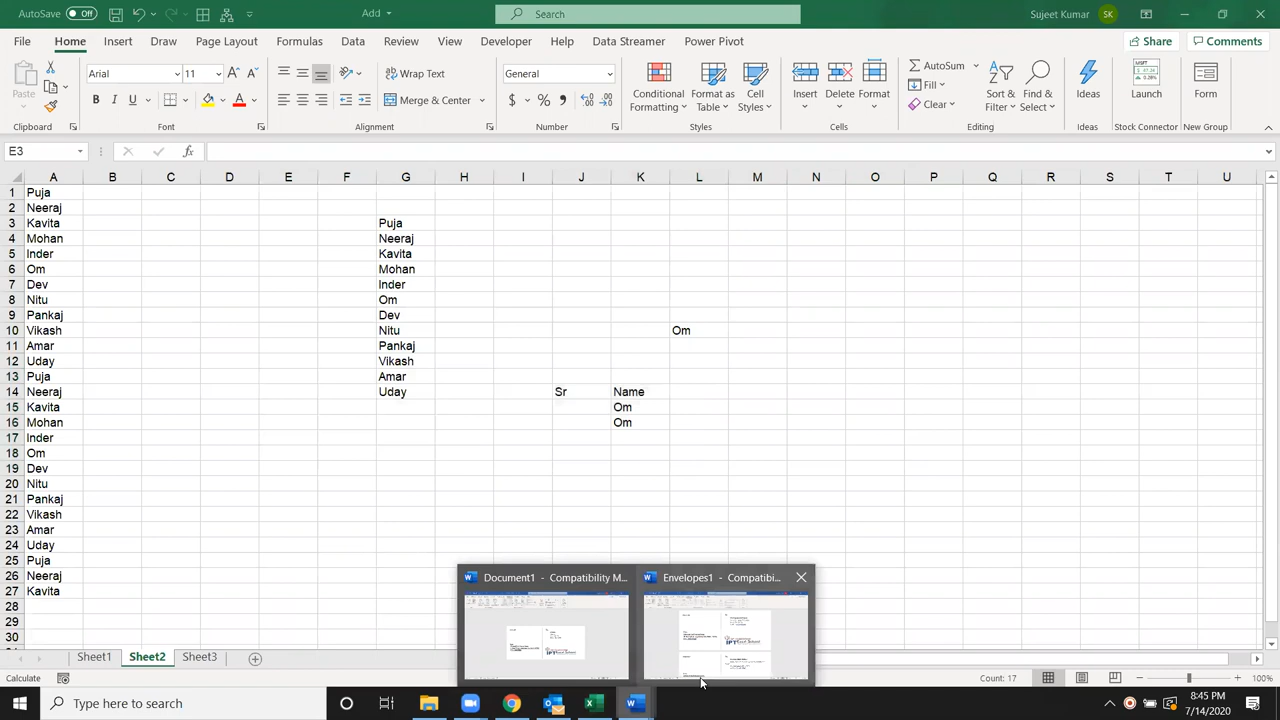 AutoSave Off Add Search Sujeet Kumar SK
File Home Insert Draw Page Layout Formulas Data Review View Developer Help Data Streamer Power Pivot Share Comments
Paste Arial 11 Wrap Text General Conditional Formatting Format as Table Cell Styles Insert Delete Format AutoSum Sort & Filter Find & Select Ideas Launch Form
B I U Merge & Center $ % Fill
Clear
Clipboard Font Alignment Number Styles Cells Editing Ideas Stock Connector New Group
E3 fx
A B C D E F G H I J K L M N O P Q R S T U
1 Puja
2 Neeraj
3 Kavita Puja
4 Mohan Neeraj
5 Inder Kavita
6 Om Mohan
7 Dev Inder
8 Nitu Om
9 Pankaj Dev
10 Vikash Nitu Om
11 Amar Pankaj
12 Uday Vikash
13 Puja Amar
14 Neeraj Uday Sr Name
15 Kavita Om
16 Mohan Om
17 Inder
18 Om
19 Dev
20 Nitu
21 Pankaj
22 Vikash
23 Amar
24 Uday
25 Puja
26 Neeraj
27 Kavita
28
29
30
Document1 - Compatibility M... Envelopes1 - Compatibi...
Sheet1 Sheet2 Sheet3
Calculate Count: 17 100%
Type here to search 8:45 PM
7/14/2020